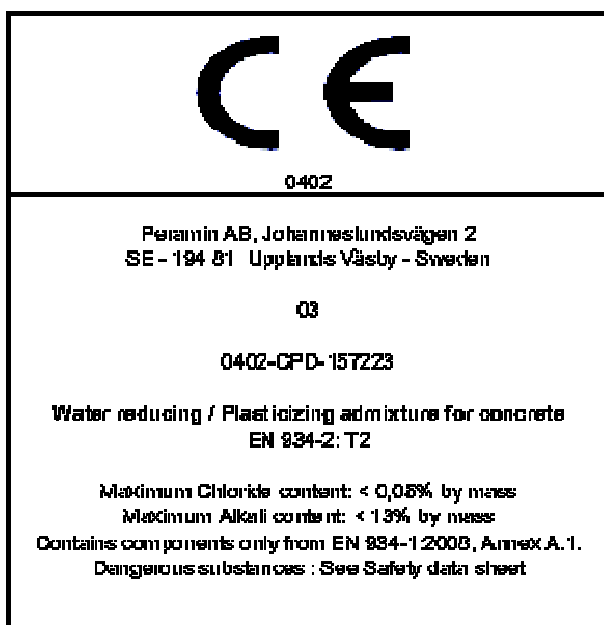 CE
0402
Peramin AB, Johanneslundsvägen 2
SE - 194 81 Upplands Väsby - Sweden
03
0402-CPD-157223
Water reducing / Plasticizing admixture for concrete
EN 934-2: T2
Maximum Chloride content: < 0,05% by mass
Maximum Alkali content: < 13% by mass
Contains components only from EN 934-1:2008, Annex A.1.
Dangerous substances : See Safety data sheet